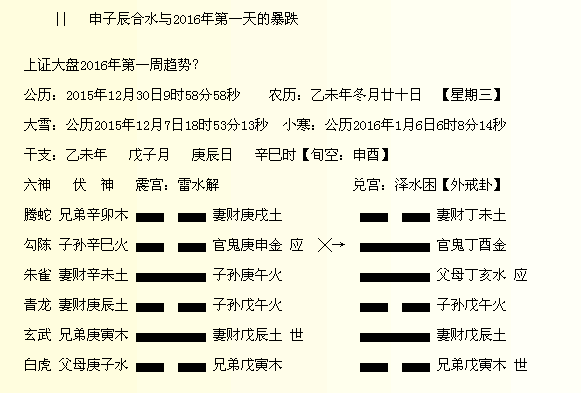 ||  申子辰合水与2016年第一天的暴跌
上证大盘2016年第一周趋势?
公历: 2015年12月30日9时58分58秒  农历: 乙未年冬月廿十日 【星期三】
大雪: 公历2015年12月7日18时53分13秒  小寒: 公历2016年1月6日6时8分14秒
干支: 乙未年  戊子月  庚辰日  辛巳时【旬空: 申酉】
六神  伏  神  震宫: 雷水解  兑宫: 泽水困【外戒卦】
腾蛇  兄弟辛卯木  妻财庚戌土  妻财丁未土
勾陈  子孙辛巳火  官鬼庚申金 应  ╳→  官鬼丁酉金
朱雀  妻财辛未土  子孙庚午火  父母丁亥水 应
青龙  妻财庚辰土  子孙戊午火  子孙戊午火
玄武  兄弟庚寅木  妻财戊辰土 世  妻财戊辰土
白虎  父母庚子水  兄弟戊寅木  兄弟戊寅木 世